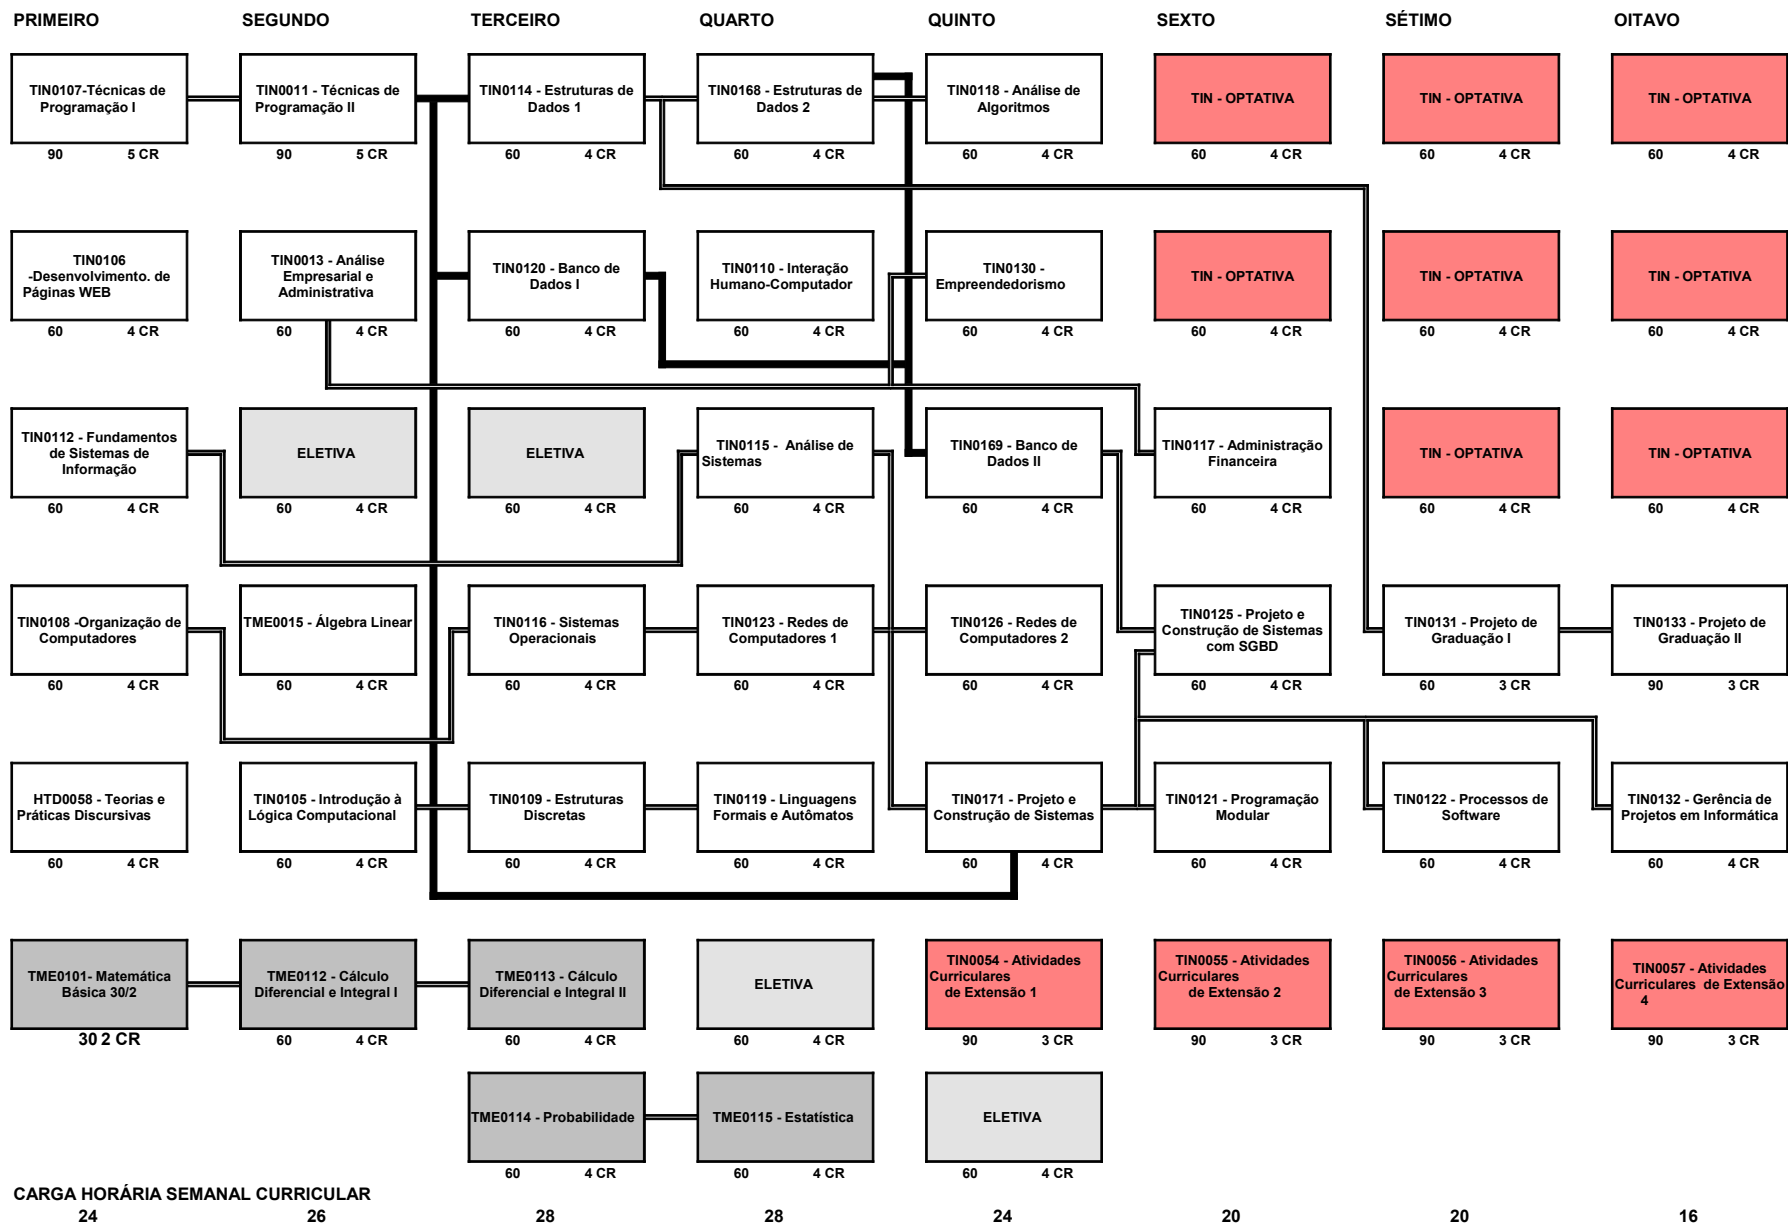 PRIMEIRO SEGUNDO TERCEIRO QUARTO QUINTO SEXTO SÉTIMO OITAVO
TIN0107-Técnicas de
Programação I
90 5 CR
TIN0011 - Técnicas de
Programação II
90 5 CR
TIN0114 - Estruturas de
Dados 1
60 4 CR
TIN0168 - Estruturas de
Dados 2
60 4 CR
TIN0118 - Análise de
Algoritmos
60 4 CR
TIN - OPTATIVA
60 4 CR
TIN - OPTATIVA
60 4 CR
TIN - OPTATIVA
60 4 CR
TIN0106
-Desenvolvimento. de
Páginas WEB
60 4 CR
TIN0013 - Análise
Empresarial e
Administrativa
60 4 CR
TIN0120 - Banco de
Dados I
60 4 CR
TIN0110 - Interação
Humano-Computador
60 4 CR
TIN0130 -
Empreendedorismo
60 4 CR
TIN - OPTATIVA
60 4 CR
TIN - OPTATIVA
60 4 CR
TIN - OPTATIVA
60 4 CR
TIN0112 - Fundamentos
de Sistemas de
Informação
60 4 CR
ELETIVA
60 4 CR
ELETIVA
60 4 CR
TIN0115 - Análise de
Sistemas
60 4 CR
TIN0169 - Banco de
Dados II
60 4 CR
TIN0117 - Administração
Financeira
60 4 CR
TIN - OPTATIVA
60 4 CR
TIN - OPTATIVA
60 4 CR
TIN0108 -Organização de
Computadores
60 4 CR
TME0015 - Álgebra Linear
60 4 CR
TIN0116 - Sistemas
Operacionais
60 4 CR
TIN0123 - Redes de
Computadores 1
60 4 CR
TIN0126 - Redes de
Computadores 2
60 4 CR
TIN0125 - Projeto e
Construção de Sistemas
com SGBD
60 4 CR
TIN0131 - Projeto de
Graduação I
60 3 CR
TIN0133 - Projeto de
Graduação II
90 3 CR
HTD0058 - Teorias e
Práticas Discursivas
60 4 CR
TIN0105 - Introdução à
Lógica Computacional
60 4 CR
TIN0109 - Estruturas
Discretas
60 4 CR
TIN0119 - Linguagens
Formais e Autômatos
60 4 CR
TIN0171 - Projeto e
Construção de Sistemas
60 4 CR
TIN0121 - Programação
Modular
60 4 CR
TIN0122 - Processos de
Software
60 4 CR
TIN0132 - Gerência de
Projetos em Informática
60 4 CR
TME0101- Matemática
Básica 30/2
30 2 CR
TME0112 - Cálculo
Diferencial e Integral I
60 4 CR
TME0113 - Cálculo
Diferencial e Integral II
60 4 CR
ELETIVA
60 4 CR
TIN0054 - Atividades
Curriculares
de Extensão 1
90 3 CR
TIN0055 - Atividades
Curriculares
de Extensão 2
90 3 CR
TIN0056 - Atividades
Curriculares
de Extensão 3
90 3 CR
TIN0057 - Atividades
Curriculares de Extensão
4
90 3 CR
TME0114 - Probabilidade
60 4 CR
TME0115 - Estatística
60 4 CR
ELETIVA
60 4 CR
CARGA HORÁRIA SEMANAL CURRICULAR
24 26 28 28 24 20 20 16